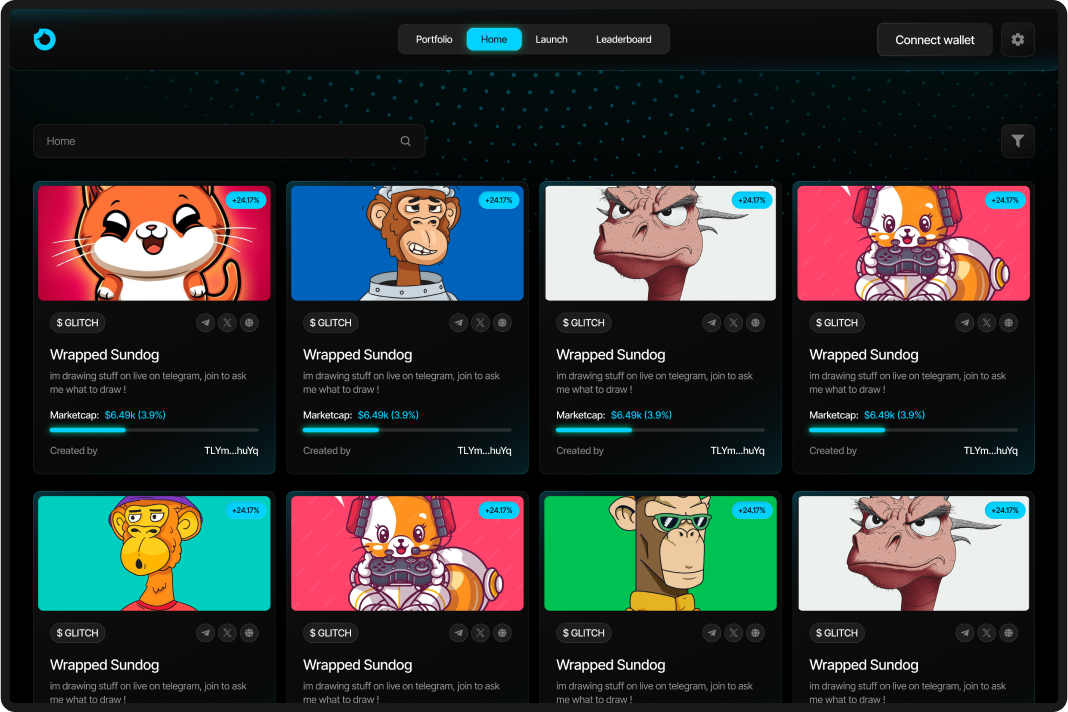 Portfolio Home Launch Leaderboard Connect wallet
Home
+24.17% +24.17% +24.17% +24.17%
$ GLITCH $ GLITCH $ GLITCH $ GLITCH
Wrapped Sundog Wrapped Sundog Wrapped Sundog Wrapped Sundog
im drawing stuff on live on telegram, join to ask im drawing stuff on live on telegram, join to ask im drawing stuff on live on telegram, join to ask im drawing stuff on live on telegram, join to ask
me what to draw ! me what to draw ! me what to draw ! me what to draw !
Marketcap: $6.49k (3.9%) Marketcap: $6.49k (3.9%) Marketcap: $6.49k (3.9%) Marketcap: $6.49k (3.9%)
Created by TLYm...huYq Created by TLYm...huYq Created by TLYm...huYq Created by TLYm...huYq
+24.17% +24.17% +24.17% +24.17%
$ GLITCH $ GLITCH $ GLITCH $ GLITCH
Wrapped Sundog Wrapped Sundog Wrapped Sundog Wrapped Sundog
im drawing stuff on live on telegram, join to ask im drawing stuff on live on telegram, join to ask im drawing stuff on live on telegram, join to ask im drawing stuff on live on telegram, join to ask
me what to draw ! me what to draw ! me what to draw ! me what to draw !